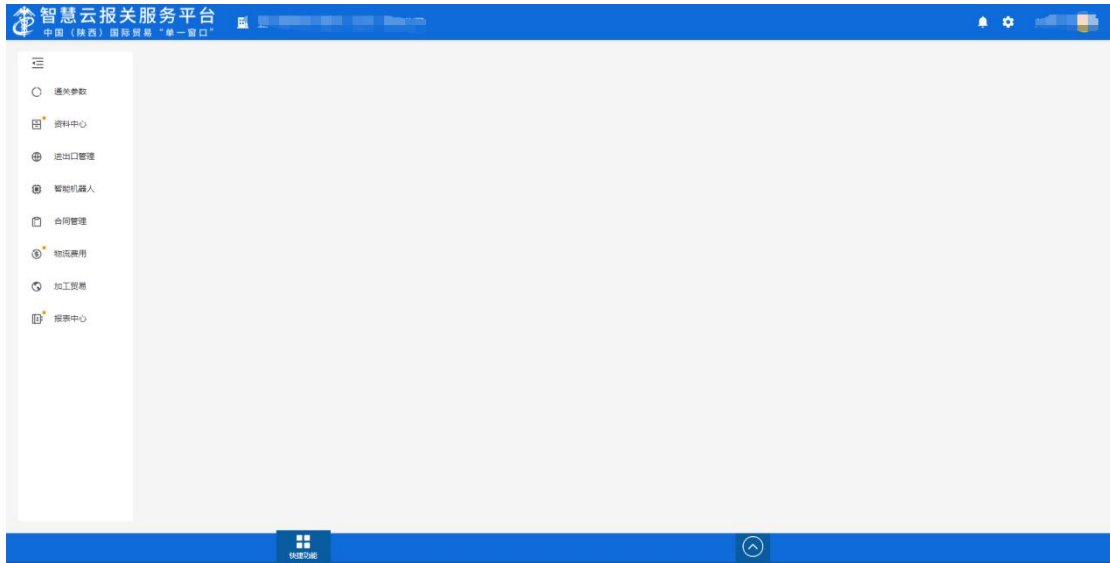 智慧云报关服务平台
中国（陕西）国际贸易“单一窗口”
通关参数
资料中心
进出口管理
智能机器人
合同管理
物流费用
加工贸易
报表中心
快捷功能